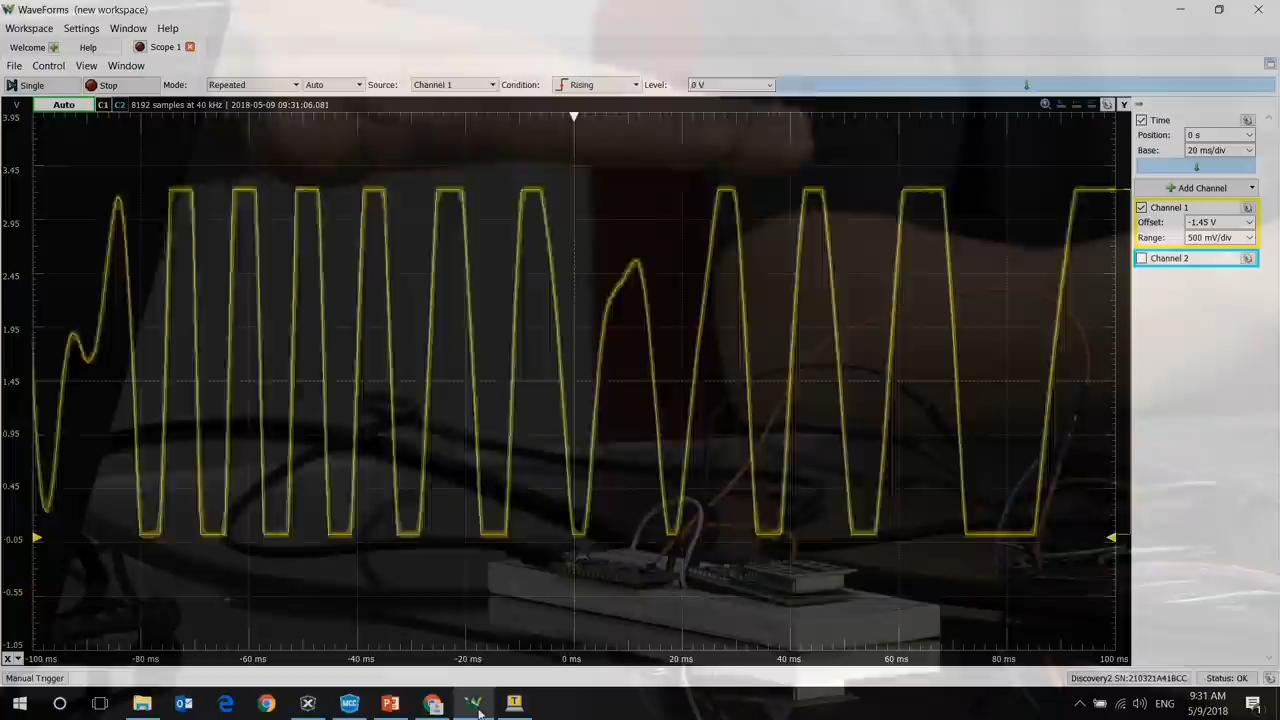 WaveForms (new workspace)
Workspace Settings Window Help
Welcome Help Scope 1
File Control View Window
Single Stop Mode: Repeated Auto Source: Channel 1 Condition: Rising Level: 0 V
V Auto C1 C2 8192 samples at 40 kHz | 2018-05-09 09:31:06.081 Y
3.95
3.45
2.95
2.45
1.95
1.45
0.95
0.45
-0.05
-0.55
-1.05
X -100 ms -80 ms -60 ms -40 ms -20 ms 0 ms 20 ms 40 ms 60 ms 80 ms 100 ms
Time
Position: 0 s
Base: 20 ms/div
Add Channel
Channel 1
Offset: -1.45 V
Range: 500 mV/div
Channel 2
Manual Trigger Discovery2 SN:210321A41BCC Status: OK
MCC
ENG
9:31 AM
5/9/2018